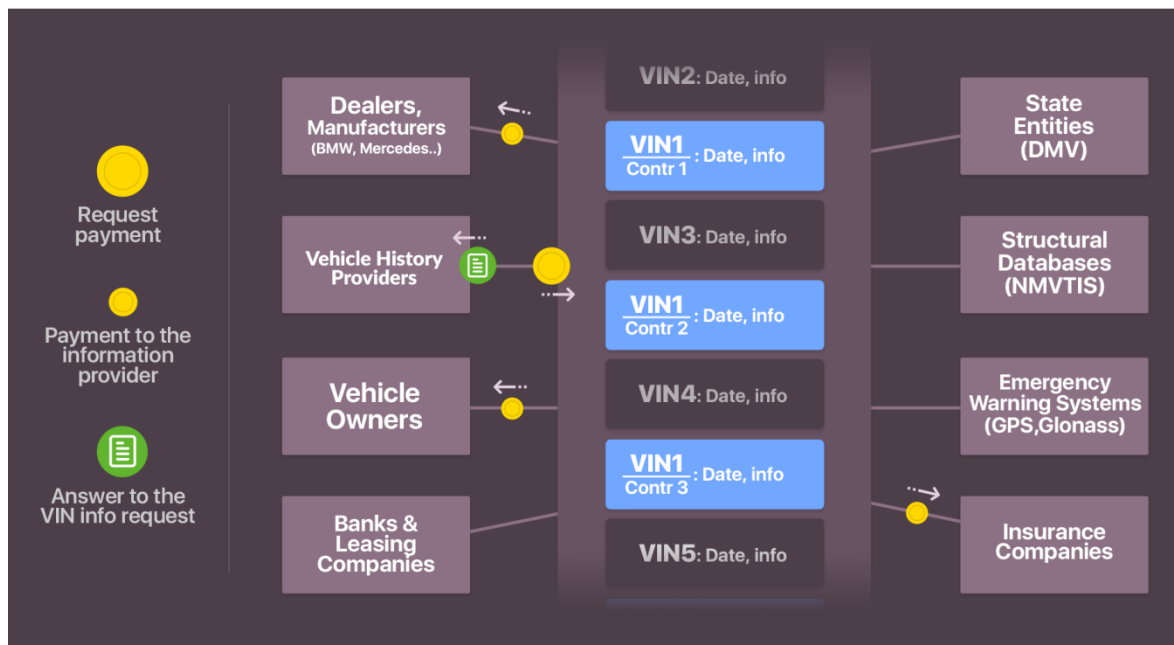 Request
payment
Payment to the
information
provider
Answer to the
VIN info request
Dealers,
Manufacturers
(BMW, Mercedes..)
Vehicle History
Providers
Vehicle
Owners
Banks &
Leasing
Companies
VIN2: Date, info
VIN1
Contr 1
: Date, info
VIN3: Date, info
VIN1
Contr 2
: Date, info
VIN4: Date, info
VIN1
Contr 3
: Date, info
VIN5: Date, info
State
Entities
(DMV)
Structural
Databases
(NMVTIS)
Emergency
Warning Systems
(GPS,Glonass)
Insurance
Companies